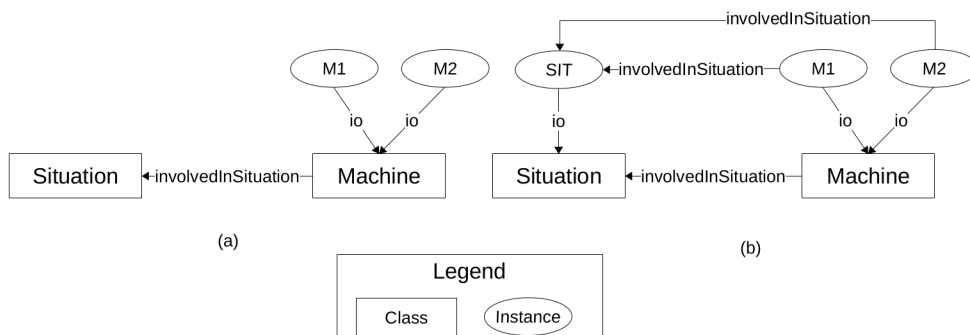 involvedInSituation
M1
M2
SIT
involvedInSituation
M1
M2
io
io
io
io
io
Situation
involvedInSituation
Machine
Situation
involvedInSituation
Machine
(a)
(b)
Legend
Class
Instance